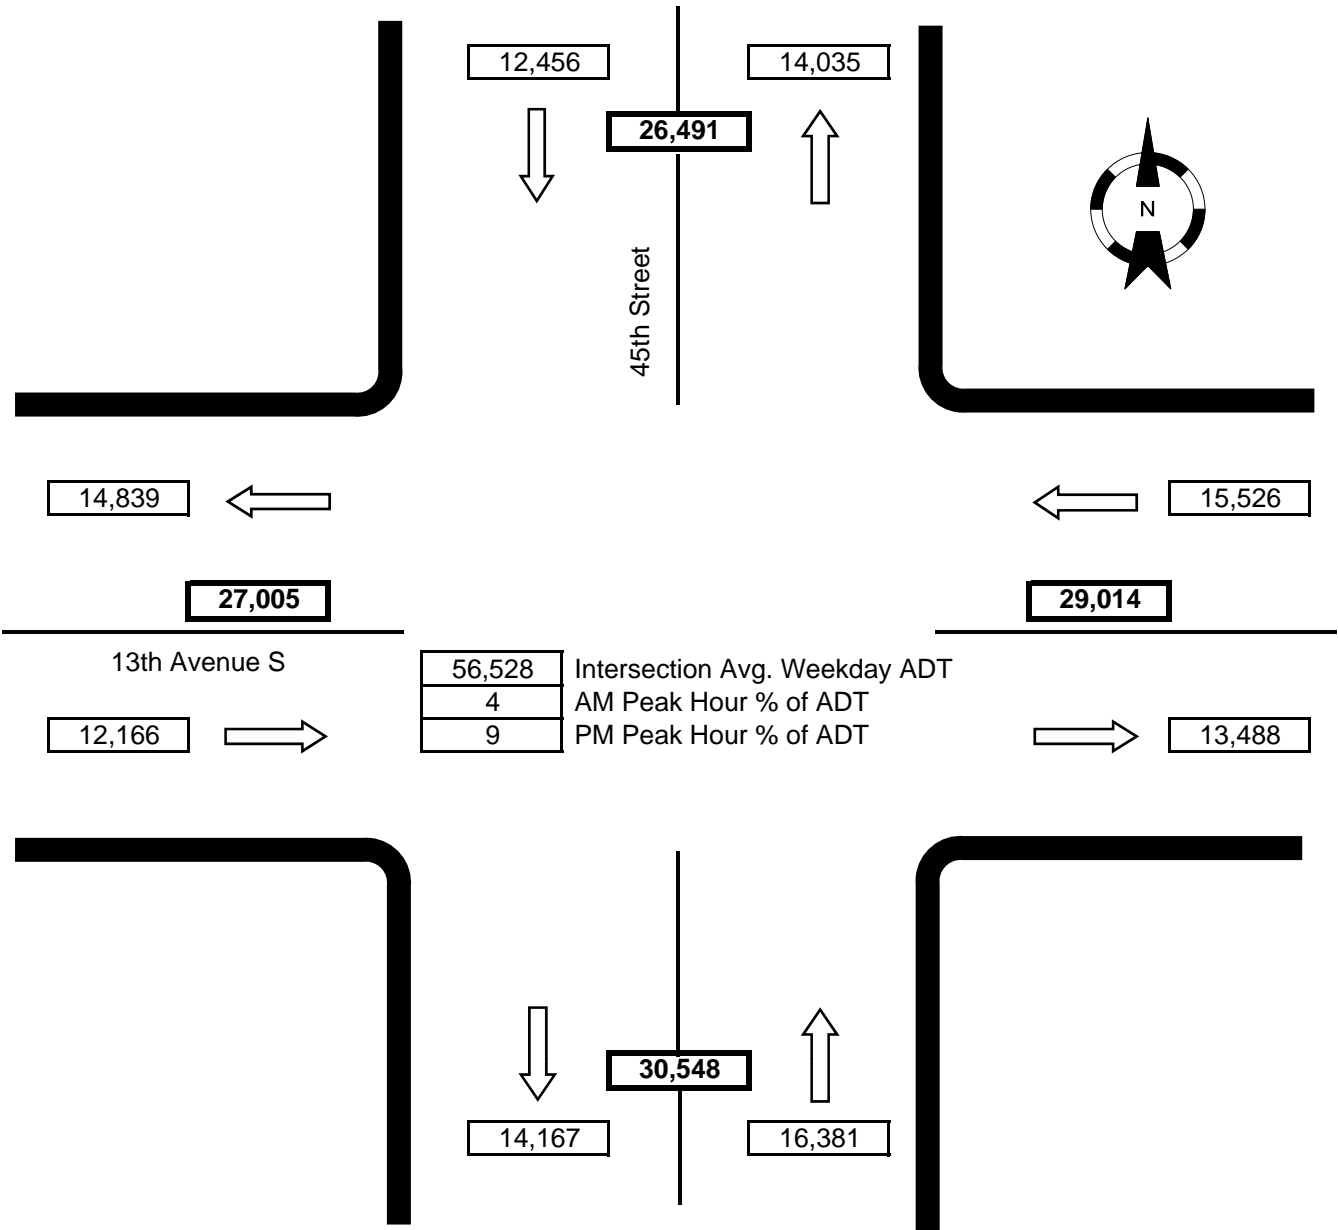 12,456
14,035
26,491
N
45th Street
14,839
15,526
27,005
29,014
13th Avenue S
56,528 Intersection Avg. Weekday ADT
4 AM Peak Hour % of ADT
9 PM Peak Hour % of ADT
12,166
13,488
30,548
14,167
16,381